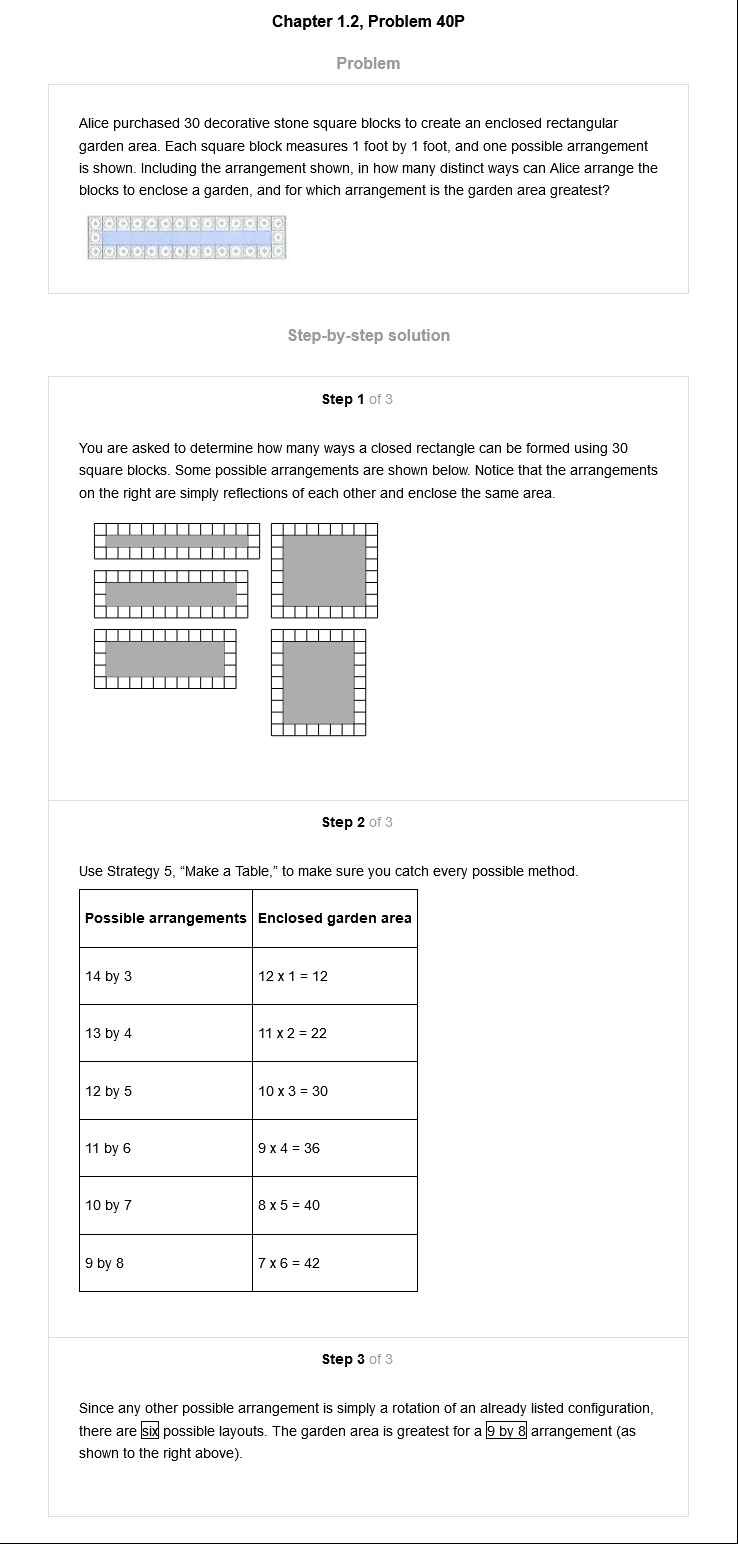 Chapter 1.2, Problem 40P
Problem
Alice purchased 30 decorative stone square blocks to create an enclosed rectangular
garden area. Each square block measures 1 foot by 1 foot, and one possible arrangement
is shown. Including the arrangement shown, in how many distinct ways can Alice arrange the
blocks to enclose a garden, and for which arrangement is the garden area greatest?
Step-by-step solution
Step 1 of 3
You are asked to determine how many ways a closed rectangle can be formed using 30
square blocks. Some possible arrangements are shown below. Notice that the arrangements
on the right are simply reflections of each other and enclose the same area.
Step 2 of 3
Use Strategy 5, “Make a Table,” to make sure you catch every possible method.
Possible arrangements Enclosed garden area
14 by 3 12 x 1 = 12
13 by 4 11 x 2 = 22
12 by 5 10 x 3 = 30
11 by 6 9 x 4 = 36
10 by 7 8 x 5 = 40
9 by 8 7 x 6 = 42
Step 3 of 3
Since any other possible arrangement is simply a rotation of an already listed configuration,
there are six possible layouts. The garden area is greatest for a 9 by 8 arrangement (as
shown to the right above).